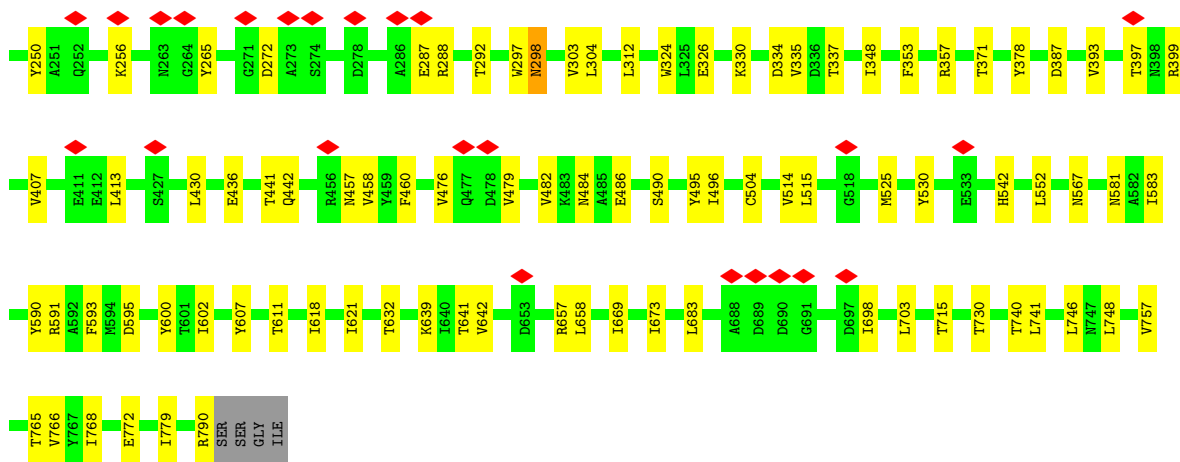 Y250 A251 Q252 K256 N263 G264 Y265 G271 D272 A273 S274 D278 A286 E287 R288 T292 W297 N298 V303 L304 L312 W324 L325 E326 K330 D334 V335 D336 T337 I348 F353 R357 T371 Y378 D387 V393 T397 N398 R399
V407 E411 E412 L413 S427 L430 E436 T441 Q442 R456 N457 V458 Y459 F460 V476 Q477 D478 V479 V482 K483 N484 A485 E486 S490 Y495 I496 C504 V514 L515 G518 M525 Y530 E533 H542 L552 N567 N581 A582 I583
Y590 R591 A592 F593 M594 D595 Y600 T601 I602 Y607 T611 I618 I621 T632 K639 I640 T641 V642 D653 R657 L658 I669 I673 L683 A688 D689 D690 G691 D697 I698 L703 T715 T730 T740 L741 L746 N747 L748 V757
T765 V766 Y767 I768 E772 I779 R790 SER SER GLY ILE